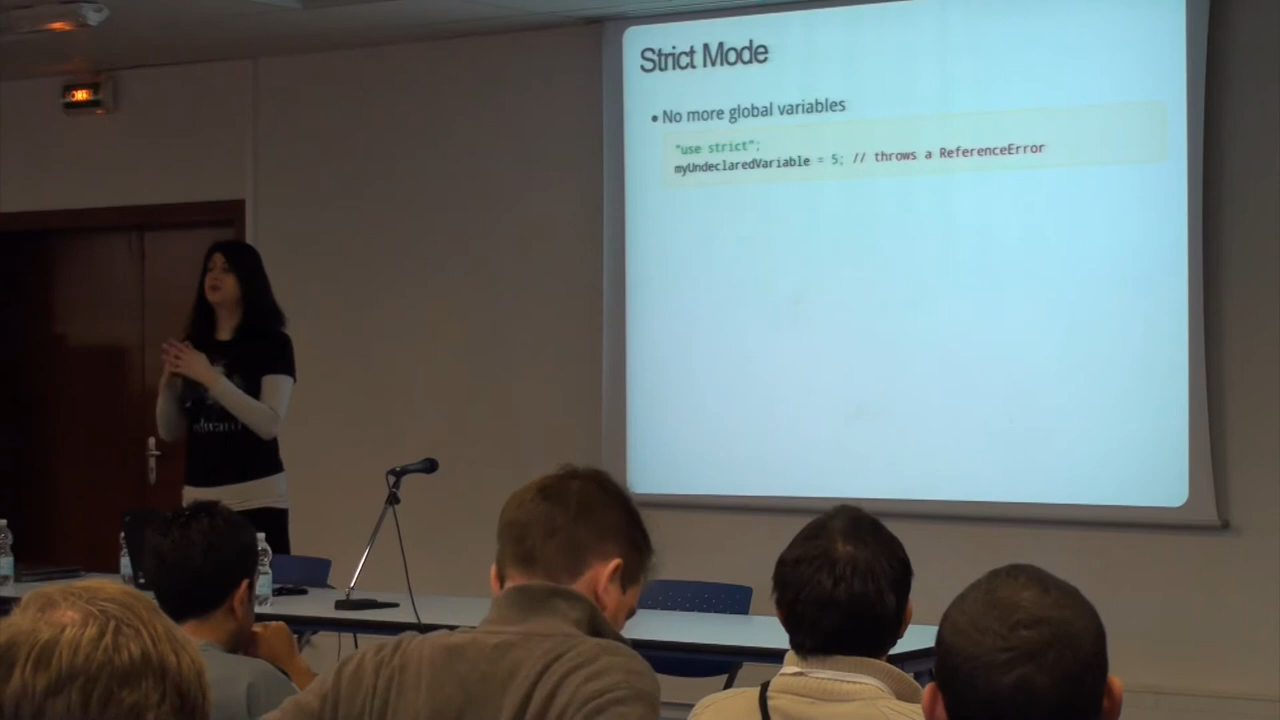 Strict Mode
• No more global variables
"use strict";
myUndeclaredVariable = 5; // throws a ReferenceError